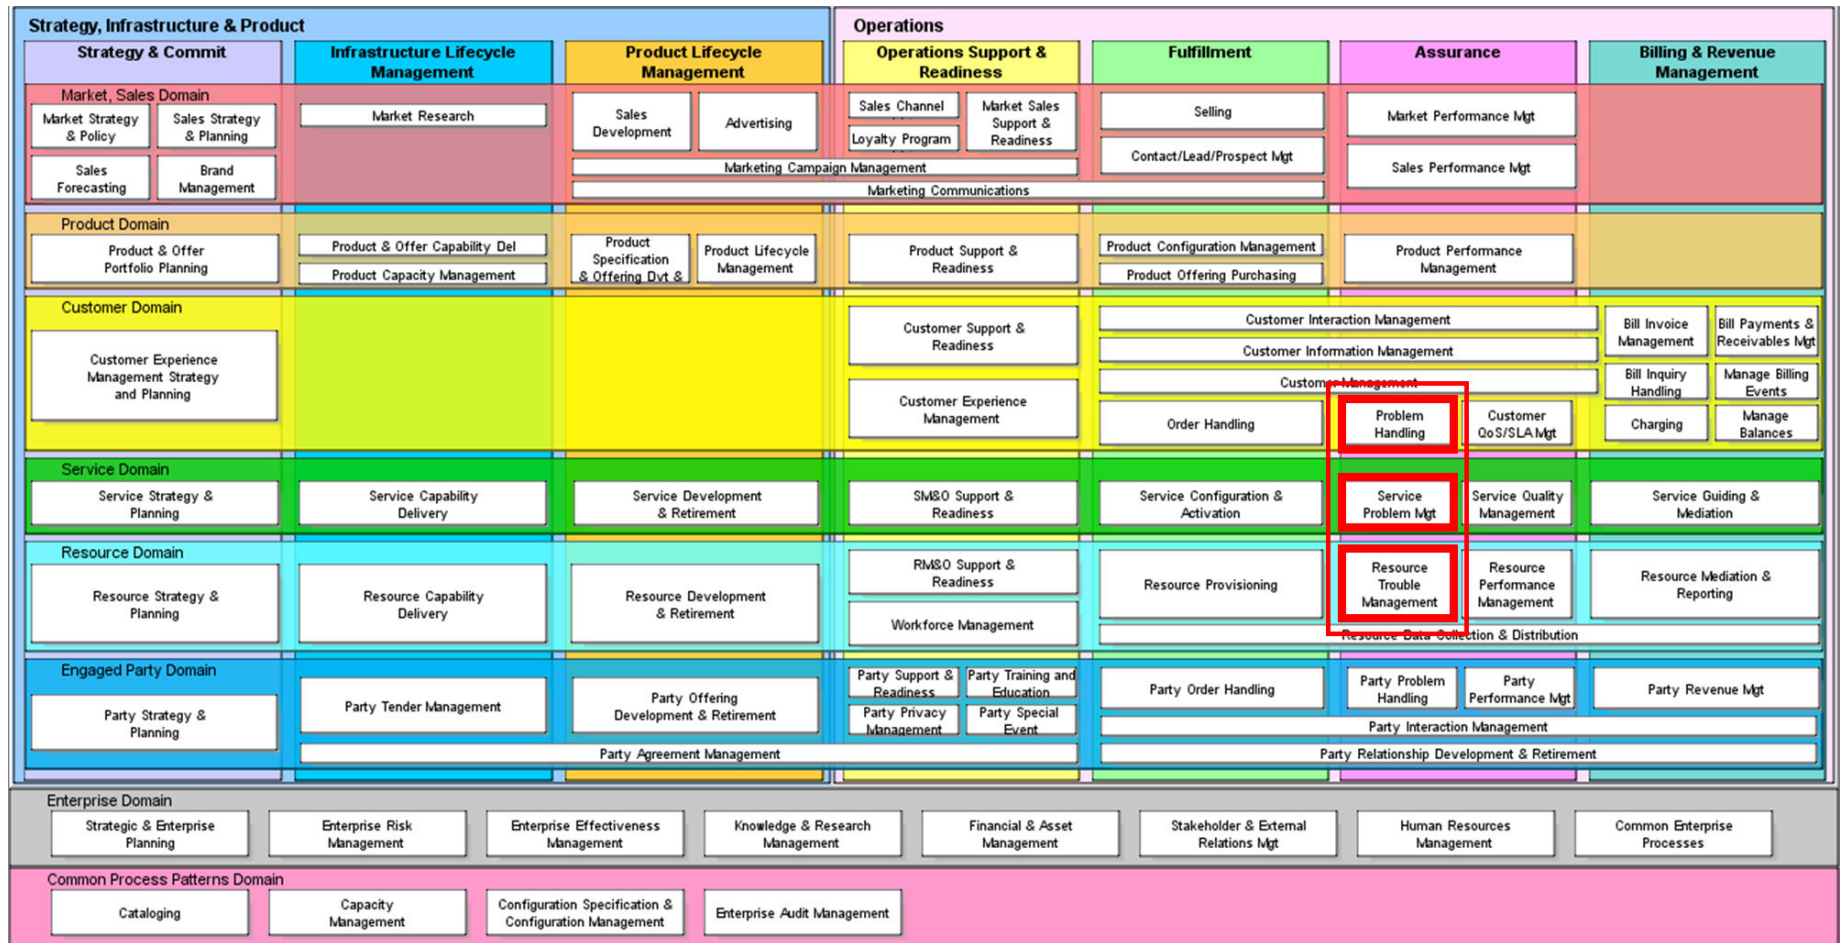 Strategy, Infrastructure & Product
Operations
Strategy & Commit
Infrastructure Lifecycle
Management
Product Lifecycle
Management
Operations Support &
Readiness
Fulfillment
Assurance
Billing & Revenue
Management
Market, Sales Domain
Market Strategy
& Policy
Sales Strategy
& Planning
Sales
Forecasting
Brand
Management
Market Research
Sales
Development
Advertising
Sales Channel
Loyalty Program
Market Sales
Support &
Readiness
Selling
Contact/Lead/Prospect Mgt
Market Performance Mgt
Sales Performance Mgt
Marketing Campaign Management
Marketing Communications
Product Domain
Product & Offer
Portfolio Planning
Product & Offer Capability Del
Product Capacity Management
Product
Specification
& Offering Dvt &
Product Lifecycle
Management
Product Support &
Readiness
Product Configuration Management
Product Offering Purchasing
Product Performance
Management
Customer Domain
Customer Experience
Management Strategy
and Planning
Customer Support &
Readiness
Customer Experience
Management
Customer Interaction Management
Customer Information Management
Customer Management
Order Handling
Problem
Handling
Customer
QoS/SLA Mgt
Bill Invoice
Management
Bill Payments &
Receivables Mgt
Bill Inquiry
Handling
Manage Billing
Events
Charging
Manage
Balances
Service Domain
Service Strategy &
Planning
Service Capability
Delivery
Service Development
& Retirement
SM&O Support &
Readiness
Service Configuration &
Activation
Service
Problem Mgt
Service Quality
Management
Service Guiding &
Mediation
Resource Domain
Resource Strategy &
Planning
Resource Capability
Delivery
Resource Development
& Retirement
RM&O Support &
Readiness
Workforce Management
Resource Provisioning
Resource
Trouble
Management
Resource
Performance
Management
Resource Mediation &
Reporting
Resource Data Collection & Distribution
Engaged Party Domain
Party Strategy &
Planning
Party Tender Management
Party Offering
Development & Retirement
Party Support &
Readiness
Party Training and
Education
Party Privacy
Management
Party Special
Event
Party Order Handling
Party Problem
Handling
Party
Performance Mgt
Party Revenue Mgt
Party Interaction Management
Party Agreement Management
Party Relationship Development & Retirement
Enterprise Domain
Strategic & Enterprise
Planning
Enterprise Risk
Management
Enterprise Effectiveness
Management
Knowledge & Research
Management
Financial & Asset
Management
Stakeholder & External
Relations Mgt
Human Resources
Management
Common Enterprise
Processes
Common Process Patterns Domain
Cataloging
Capacity
Management
Configuration Specification &
Configuration Management
Enterprise Audit Management